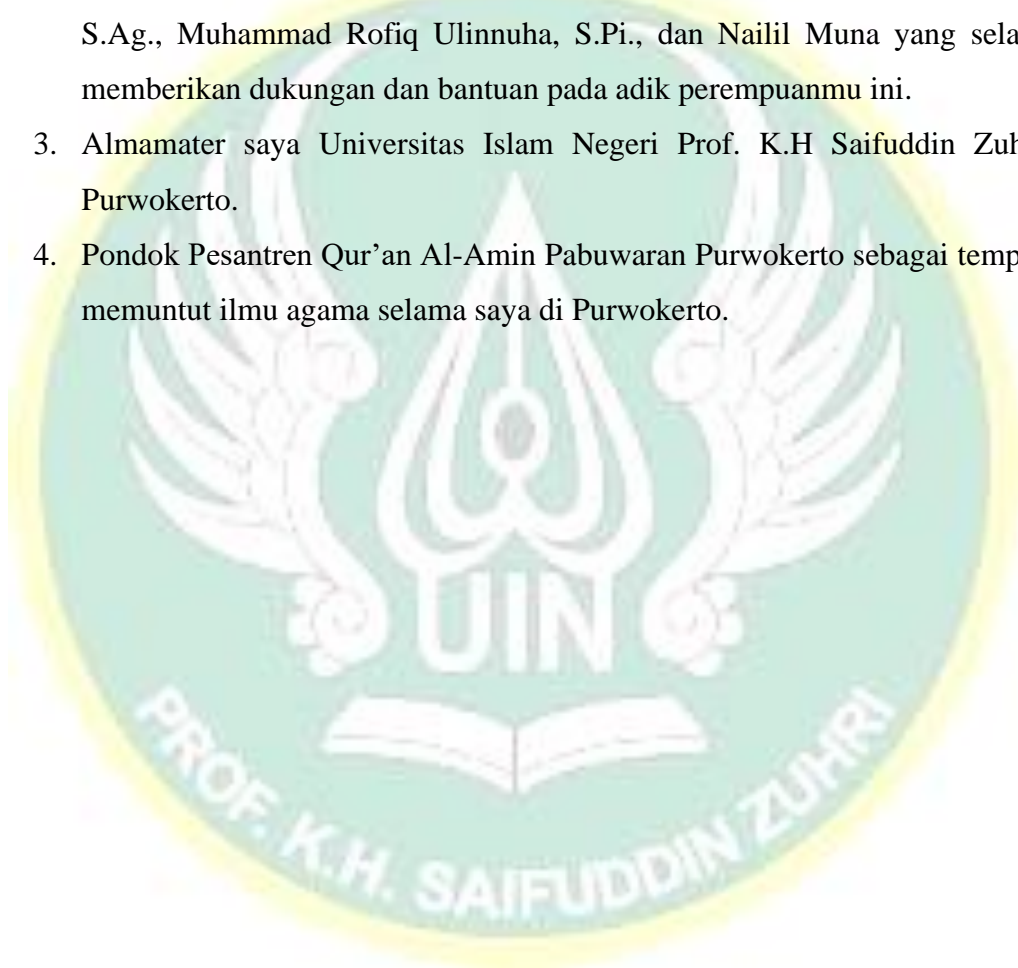 S.Ag., Muhammad Rofiq Ulinnuha, S.Pi., dan Nailil Muna yang sela
memberikan dukungan dan bantuan pada adik perempuanmu ini.
3. Almamater saya Universitas Islam Negeri Prof. K.H Saifuddin Zuh
Purwokerto.
4. Pondok Pesantren Qur’an Al-Amin Pabuwaran Purwokerto sebagai temp
memuntut ilmu agama selama saya di Purwokerto.
UIN
PROF. K.H. SAIFUDDIN ZUHRI